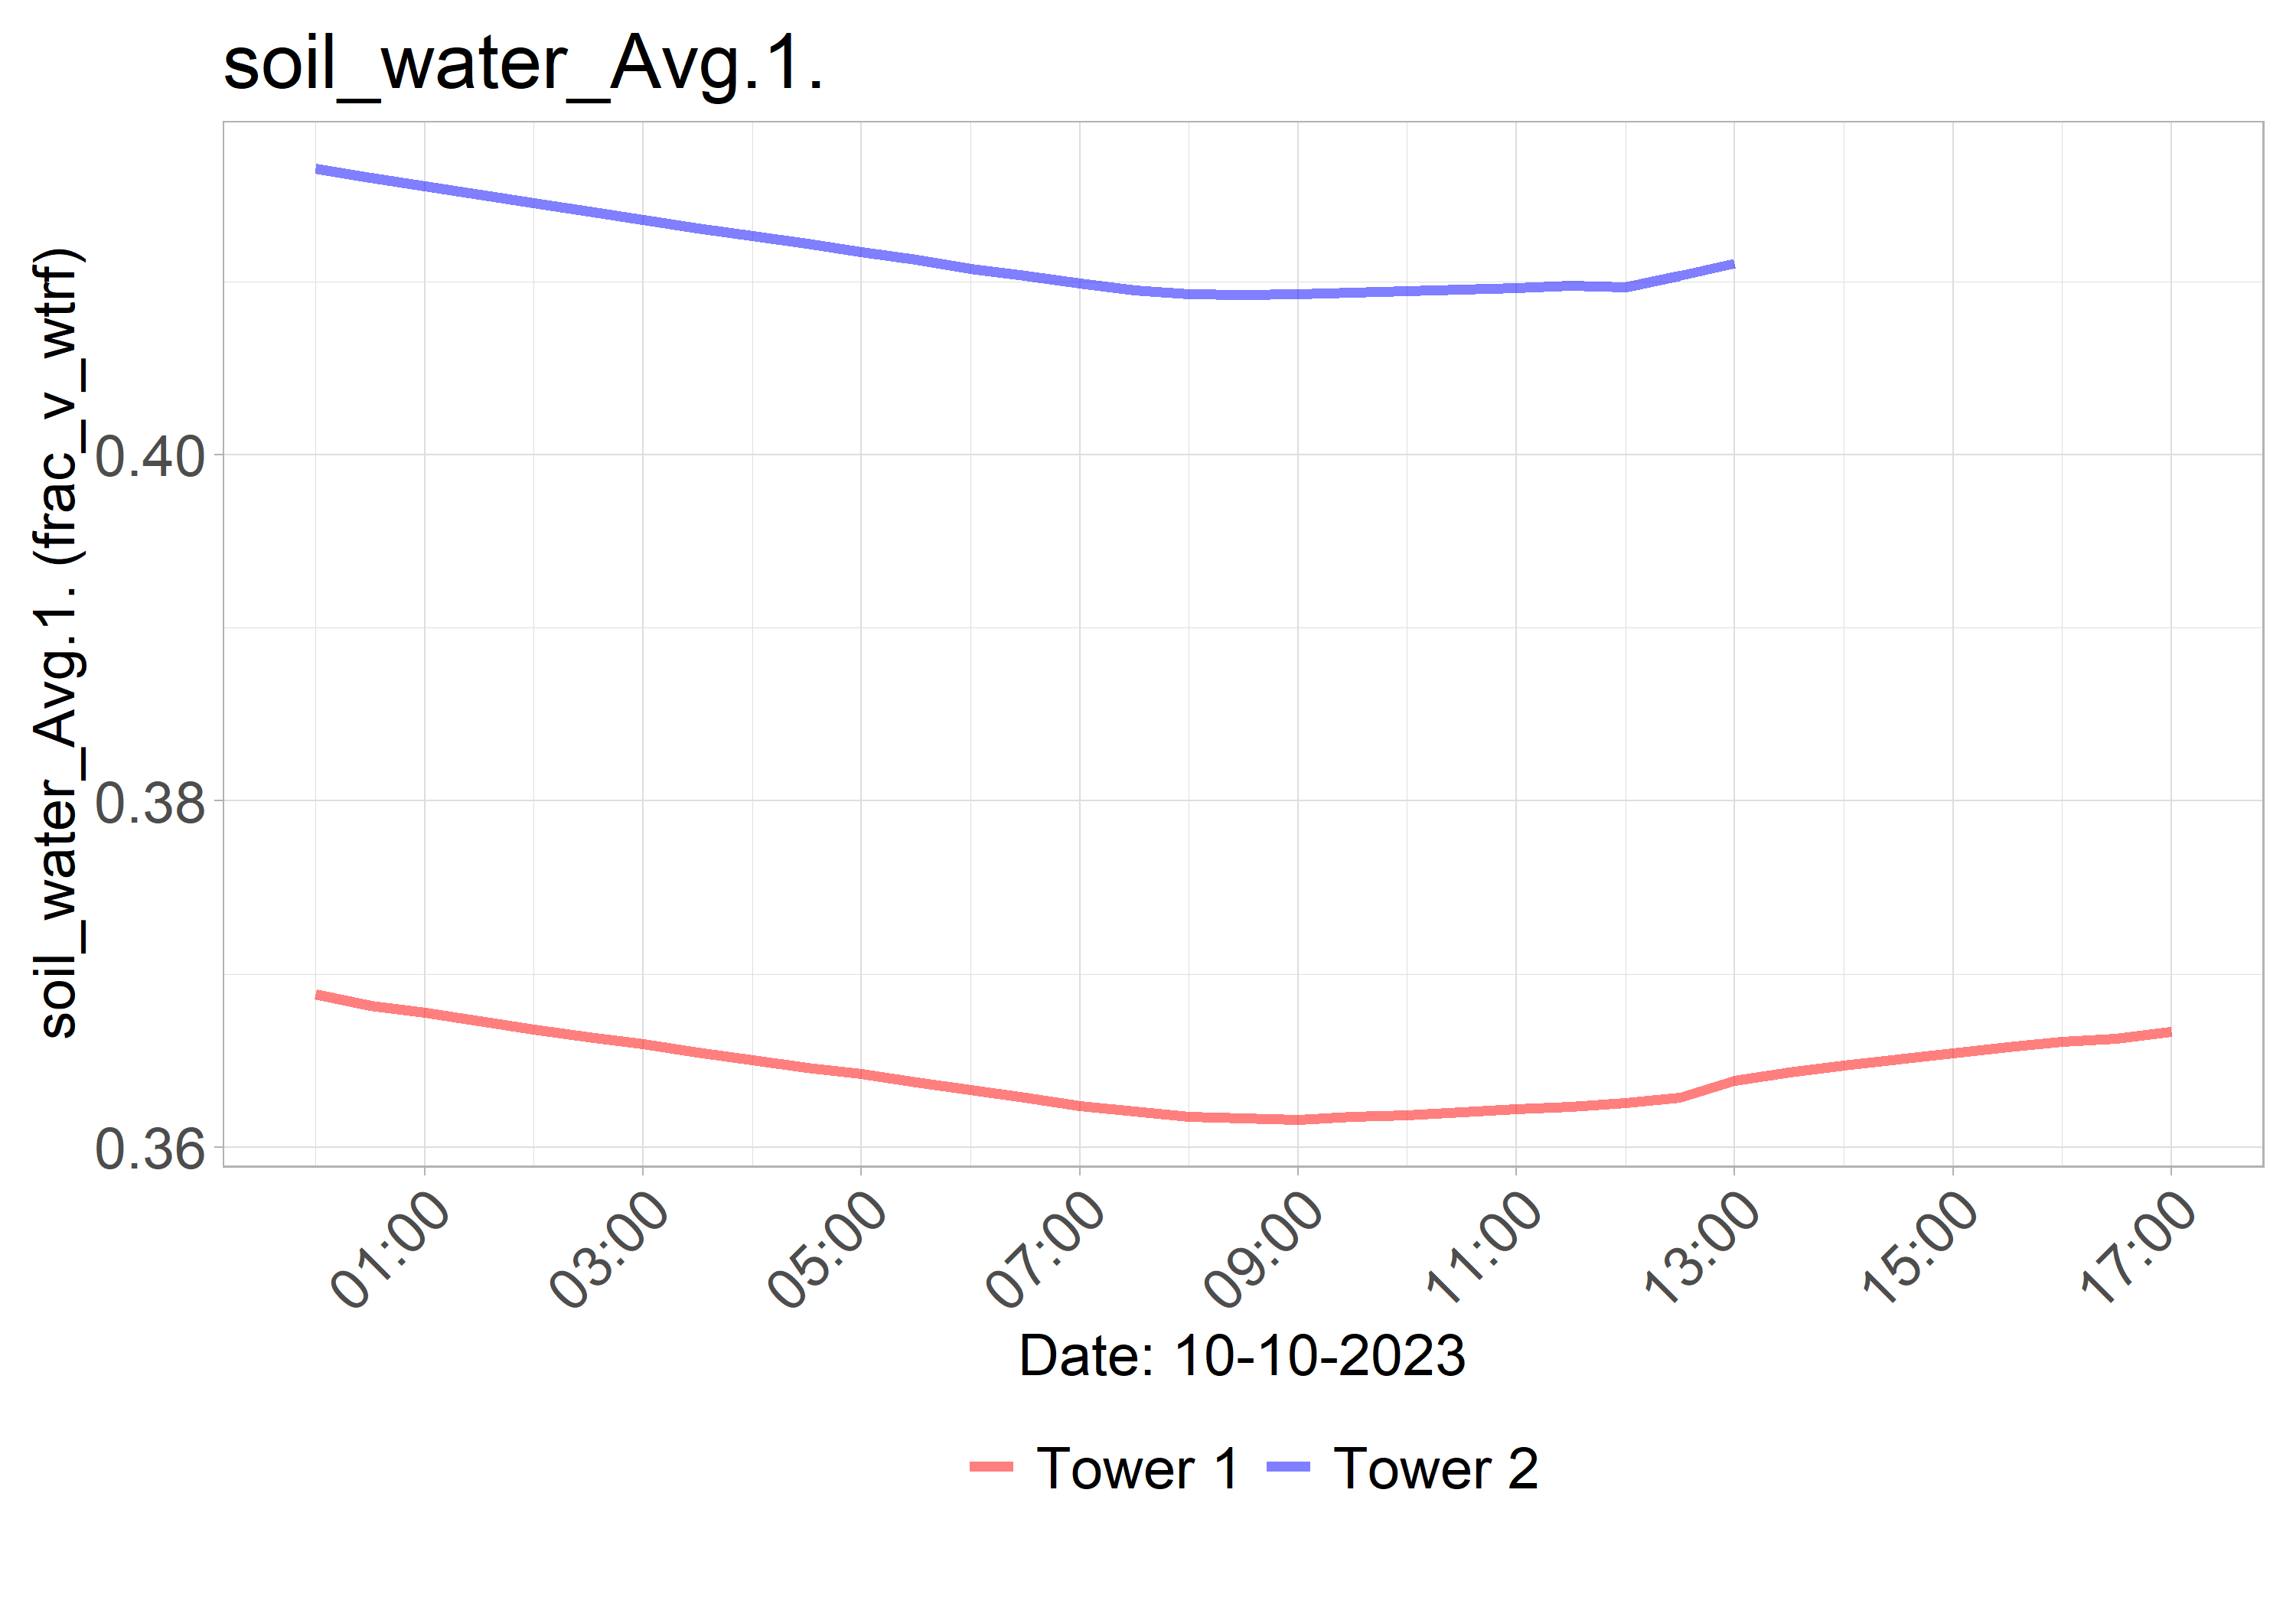 soil_water_Avg.1.
soil_water_Avg.1. (frac_v_wtrf)
0.40
0.38
0.36
01:00
03:00
05:00
07:00
09:00
11:00
13:00
15:00
17:00
Date: 10-10-2023
Tower 1
Tower 2